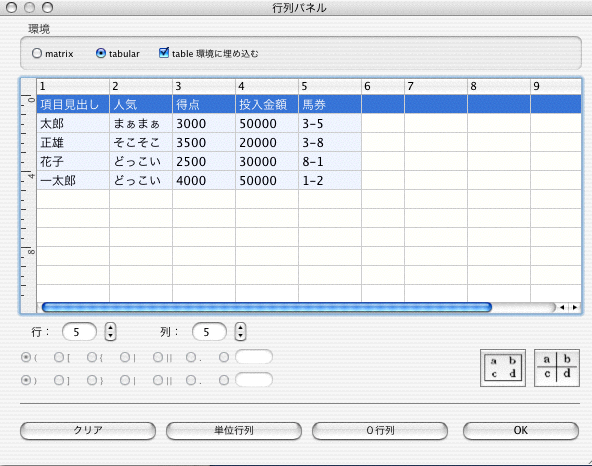 行列パネル
環境
matrix tabular table 環境に埋め込む
1 2 3 4 5 6 7 8 9
0
項目見出し 人気 得点 投入金額 馬券
太郎 まぁまぁ 3000 50000 3-5
正雄 そこそこ 3500 20000 3-8
花子 どっこい 2500 30000 8-1
4
一太郎 どっこい 4000 50000 1-2
8
行： 5 列： 5
( [ { | || .
) ] } | || .
a b a b
c d c d
クリア 単位行列 0 行列 OK